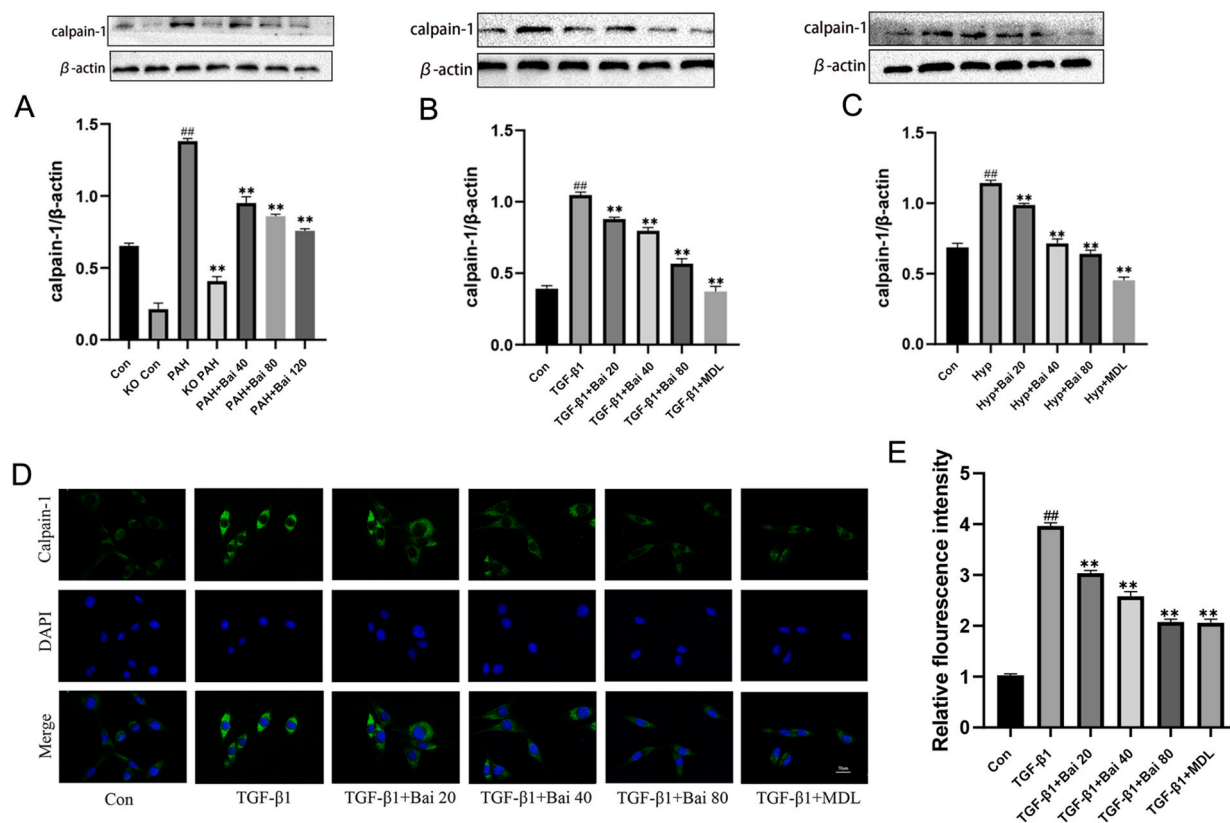 calpain-1
β-actin
calpain-1
β-actin
calpain-1
β-actin
A
calpain-1/β-actin
1.5
1.0
0.5
0.0
##
**
**
**
**
Con
KO Con
PAH
KO PAH
PAH+Bai 40
PAH+Bai 80
PAH+Bai 120
B
calpain-1/β-actin
1.5
1.0
0.5
0.0
##
**
**
**
**
Con
TGF-β1
TGF-β1+Bai 20
TGF-β1+Bai 40
TGF-β1+Bai 80
TGF-β1+MDL
C
calpain-1/β-actin
1.5
1.0
0.5
0.0
##
**
**
**
**
Con
Hyp
Hyp+Bai 20
Hyp+Bai 40
Hyp+Bai 80
Hyp+MDL
D
Calpain-1
DAPI
Merge
Con
TGF-β1
TGF-β1+Bai 20
TGF-β1+Bai 40
TGF-β1+Bai 80
TGF-β1+MDL
E
Relative flourescence intensity
5
4
3
2
1
0
##
**
**
**
**
Con
TGF-β1
TGF-β1+Bai 20
TGF-β1+Bai 40
TGF-β1+Bai 80
TGF-β1+MDL